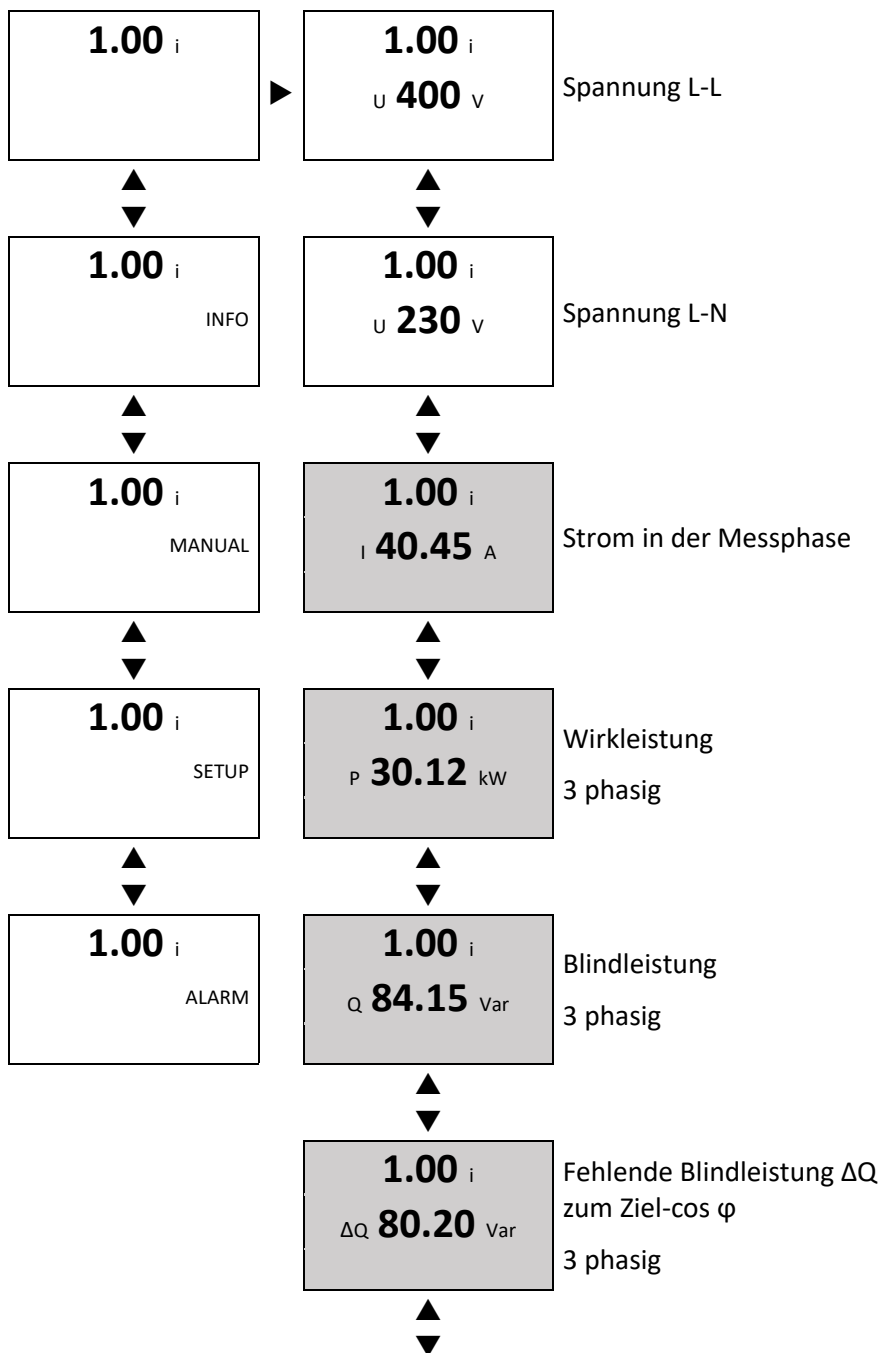 1.00 i
1.00 i
U 400 V
Spannung L-L
1.00 i
INFO
1.00 i
U 230 V
Spannung L-N
1.00 i
MANUAL
1.00 i
I 40.45 A
Strom in der Messphase
1.00 i
SETUP
1.00 i
P 30.12 kW
Wirkleistung
3 phasig
1.00 i
ALARM
1.00 i
Q 84.15 Var
Blindleistung
3 phasig
1.00 i
ΔQ 80.20 Var
Fehlende Blindleistung ΔQ
zum Ziel-cos φ
3 phasig